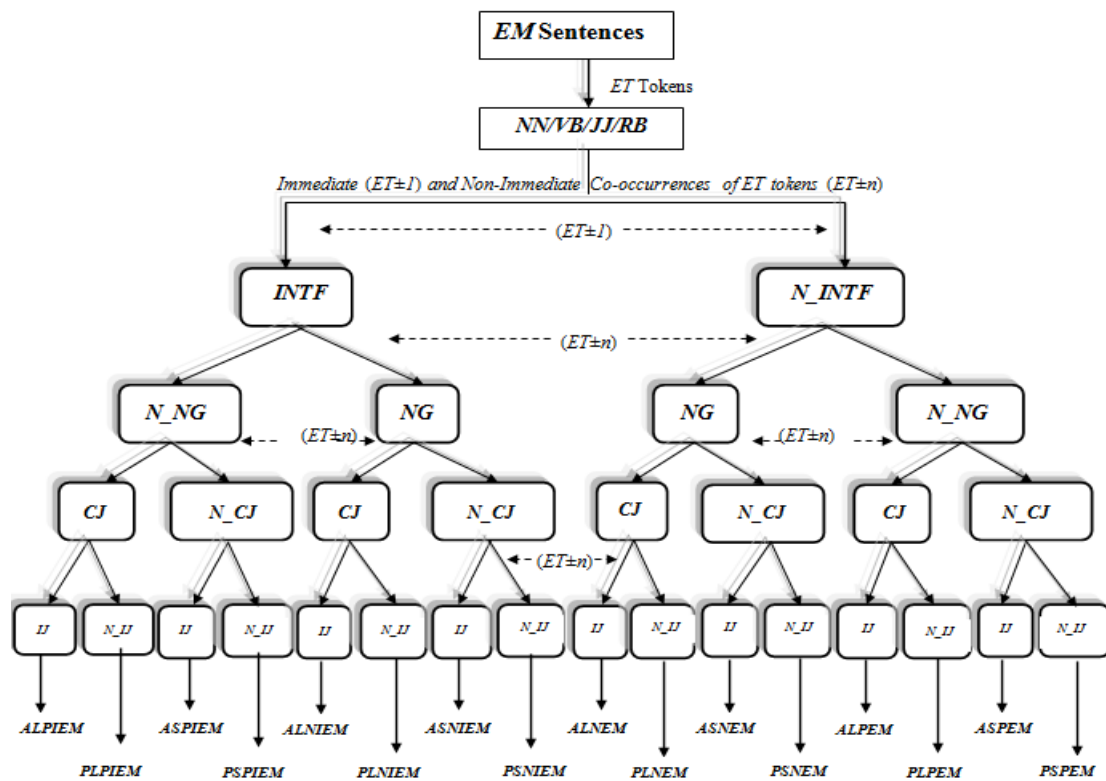 EM Sentences
ET Tokens
NN/VB/JJ/RB
Immediate (ET±1) and Non-Immediate Co-occurrences of ET tokens (ET±n)
(ET±1)
INTF N_INTF
(ET±n)
N_NG NG NG N_NG
(ET±n) (ET±n)
CJ N_CJ CJ N_CJ CJ N_CJ CJ N_CJ
(ET±n)
IJ N_IJ IJ N_IJ IJ N_IJ IJ N_IJ IJ N_IJ IJ N_IJ IJ N_IJ IJ N_IJ
ALPIEM ASPIEM ALNIEM ASNIEM ALNEM ASNEM ALPEM ASPEM
PLPIEM PSPIEM PLNIEM PSNIEM PLNEM PSNEM PLPEM PSPEM